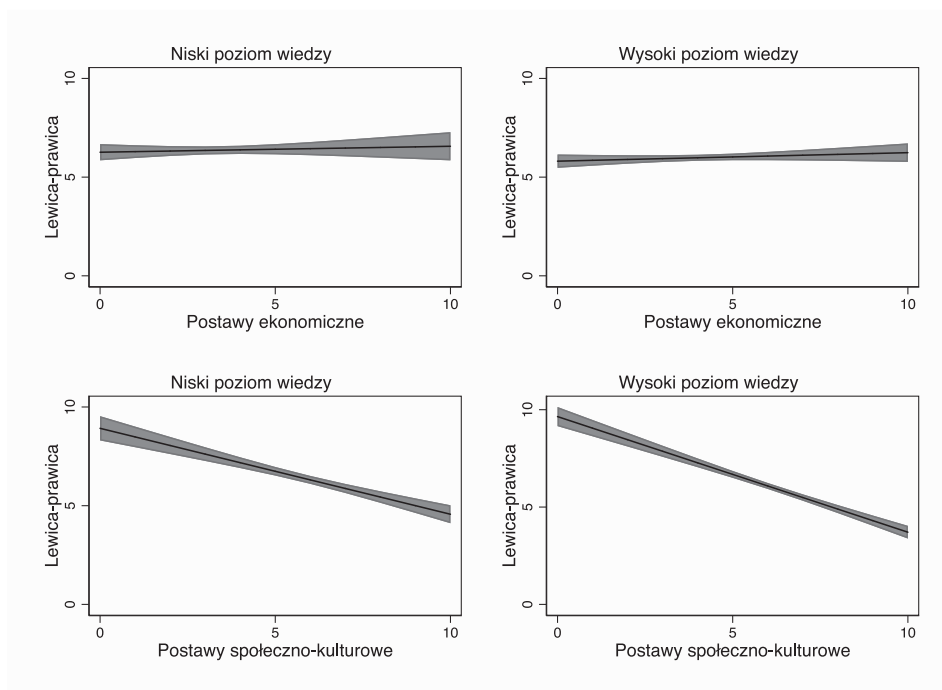 Niski poziom wiedzy
Lewica-prawica
10
5
0
0 5 10
Postawy ekonomiczne
Wysoki poziom wiedzy
Lewica-prawica
10
5
0
0 5 10
Postawy ekonomiczne
Niski poziom wiedzy
Lewica-prawica
10
5
0
0 5 10
Postawy społeczno-kulturowe
Wysoki poziom wiedzy
Lewica-prawica
10
5
0
0 5 10
Postawy społeczno-kulturowe